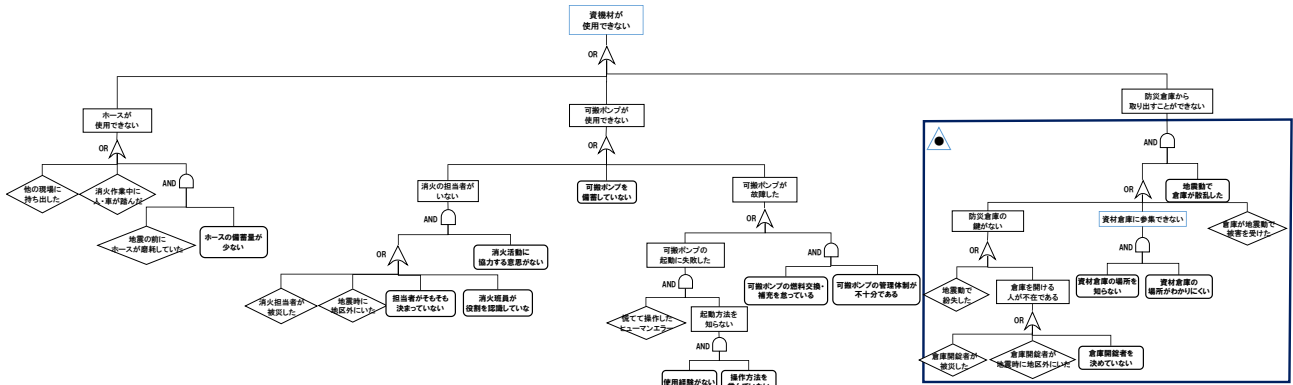 資機材が
使用できない
OR
ホースが
使用できない
OR
他の現場に
持ち出した
消火作業中に
人・車が踏んだ
AND
地震の前に
ホースが磨耗していた
ホースの備蓄量が
少ない
可搬ポンプが
使用できない
OR
消火の担当者が
いない
AND
OR
消火活動に
協力する意思がない
消火担当者が
被災した
地震時に
地区外にいた
担当者がそもそも
決まっていない
消火班員が
役割を認識していな
可搬ポンプを
備蓄していない
可搬ポンプが
故障した
OR
可搬ポンプの
起動に失敗した
AND
慌てて操作した
ヒューマンエラー
起動方法を
知らない
AND
使用経験がない
操作方法を
AND
可搬ポンプの燃料交換・
補充を怠っている
可搬ポンプの管理体制が
不十分である
防災倉庫から
取り出すことができない
AND
OR
地震動で
倉庫が散乱した
防災倉庫の
鍵がない
OR
地震動で
紛失した
倉庫を開ける
人が不在である
OR
倉庫開錠者が
被災した
倉庫開錠者が
地震時に地区外にいた
倉庫開錠者を
決めていない
資材倉庫に参集できない
AND
資材倉庫の場所を
知らない
資材倉庫の
場所がわかりにくい
倉庫が地震動で
被害を受けた